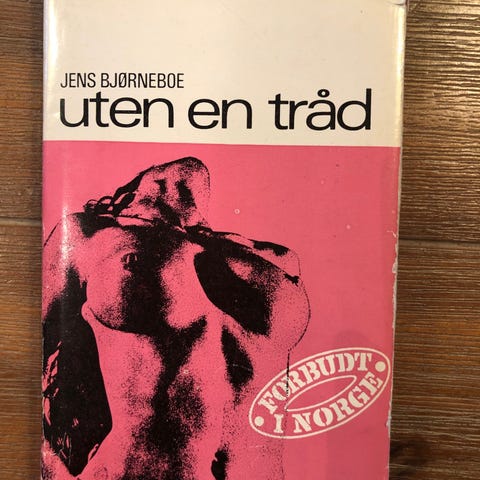 JENS BJØRNEBOE
uten en tråd
FORBUDT
I NORGE